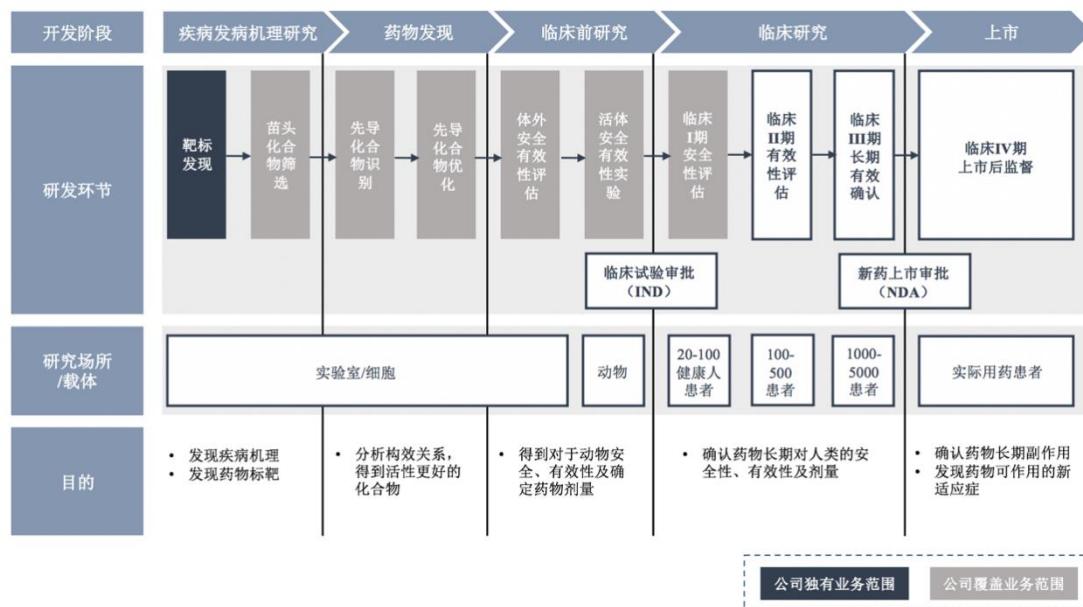 开发阶段
疾病发病机理研究
药物发现
临床前研究
临床研究
上市
研发环节
靶标
发现
苗头
化合
物筛
选
先导
化合
物识
别
先导
化合
物优
化
体外
安全
有效
性评
估
活体
安全
有效
性实
验
临床
I期
安全
性评
估
临床
II期
有效
性评
估
临床
III期
长期
有效
确认
临床IV期
上市后监督
临床试验审批
（IND）
新药上市审批
（NDA）
研究场所
/载体
实验室/细胞
动物
20-100
健康人
患者
100-
500
患者
1000-
5000
患者
实际用药患者
目的
• 发现疾病机理
• 发现药物标靶
• 分析构效关系，
得到活性更好的
化合物
• 得到对于动物安
全、有效性及确
定药物剂量
• 确认药物长期对人类的安
全性、有效性及剂量
• 确认药物长期副作用
• 发现药物可作用的新
适应症
公司独有业务范围
公司覆盖业务范围